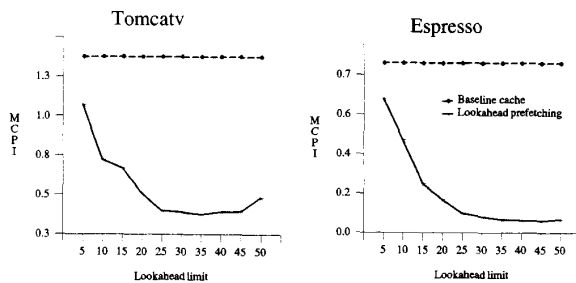 Tomcatv
1.3
1.0
0.8
0.5
0.3
M
C
P
I
5 10 15 20 25 30 35 40 45 50
Lookahead limit
Espresso
0.7
0.6
0.4
0.2
0.0
M
C
P
I
Baseline cache
Lookahead prefetching
5 10 15 20 25 30 35 40 45 50
Lookahead limit